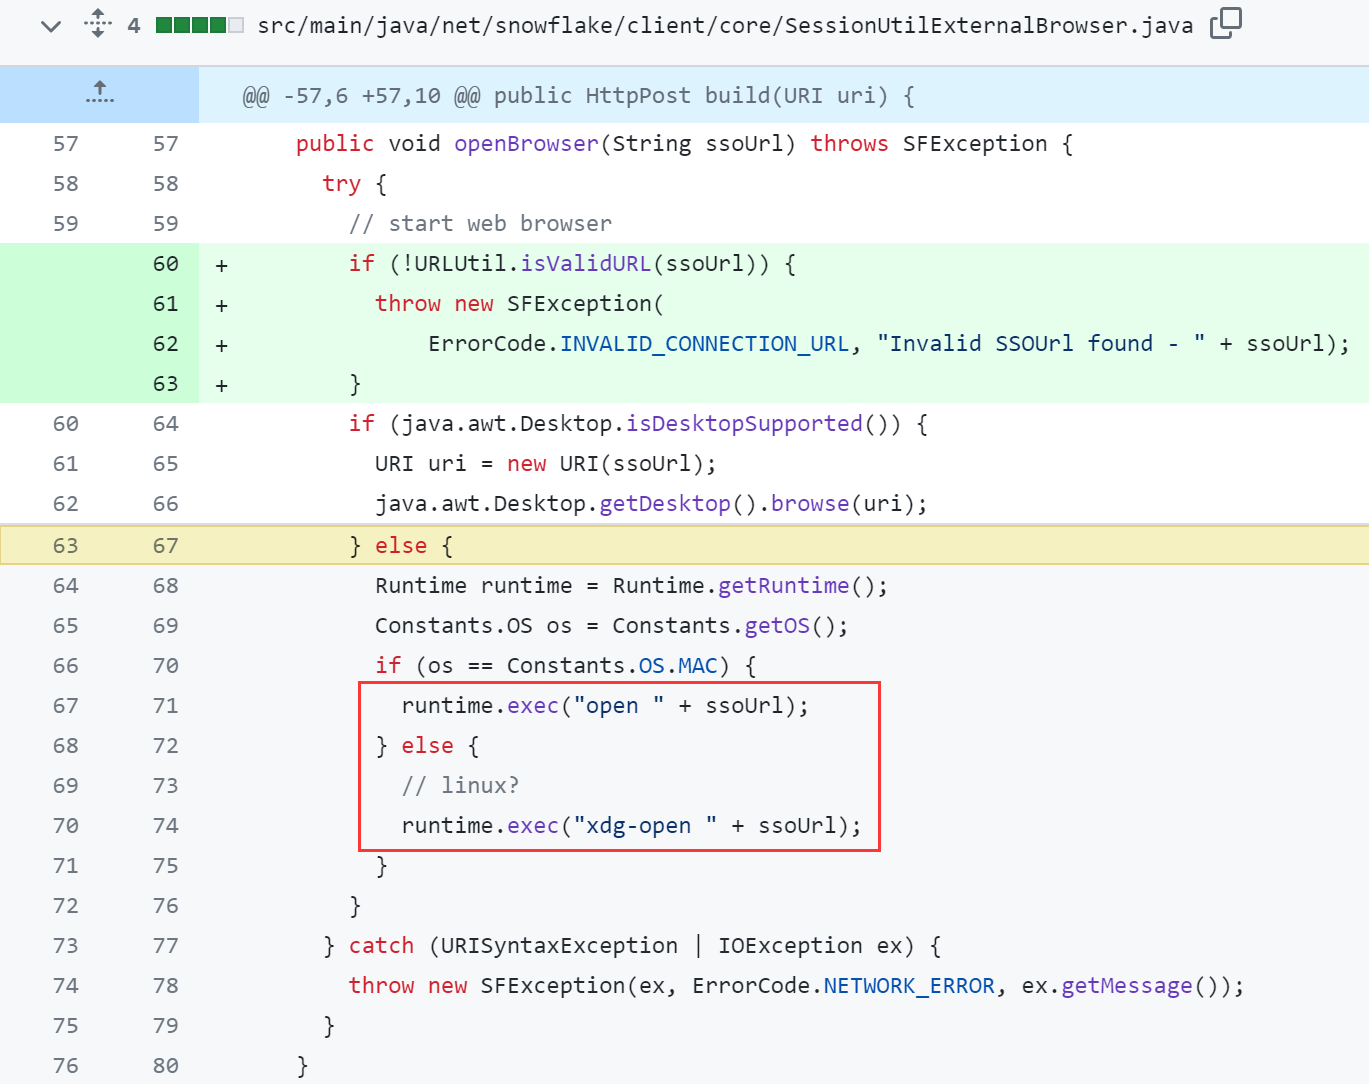 4 src/main/java/net/snowflake/client/core/SessionUtilExternalBrowser.java
@@ -57,6 +57,10 @@ public HttpPost build(URI uri) {
57 57 public void openBrowser(String ssoUrl) throws SFException {
58 58 try {
59 59 // start web browser
60 + if (!URLUtil.isValidURL(ssoUrl)) {
61 + throw new SFException(
62 + ErrorCode.INVALID_CONNECTION_URL, "Invalid SSOUrl found - " + ssoUrl);
63 + }
60 64 if (java.awt.Desktop.isDesktopSupported()) {
61 65 URI uri = new URI(ssoUrl);
62 66 java.awt.Desktop.getDesktop().browse(uri);
63 67 } else {
64 68 Runtime runtime = Runtime.getRuntime();
65 69 Constants.OS os = Constants.getOS();
66 70 if (os == Constants.OS.MAC) {
67 71 runtime.exec("open " + ssoUrl);
68 72 } else {
69 73 // linux?
70 74 runtime.exec("xdg-open " + ssoUrl);
71 75 }
72 76 }
73 77 } catch (URISyntaxException | IOException ex) {
74 78 throw new SFException(ex, ErrorCode.NETWORK_ERROR, ex.getMessage());
75 79 }
76 80 }